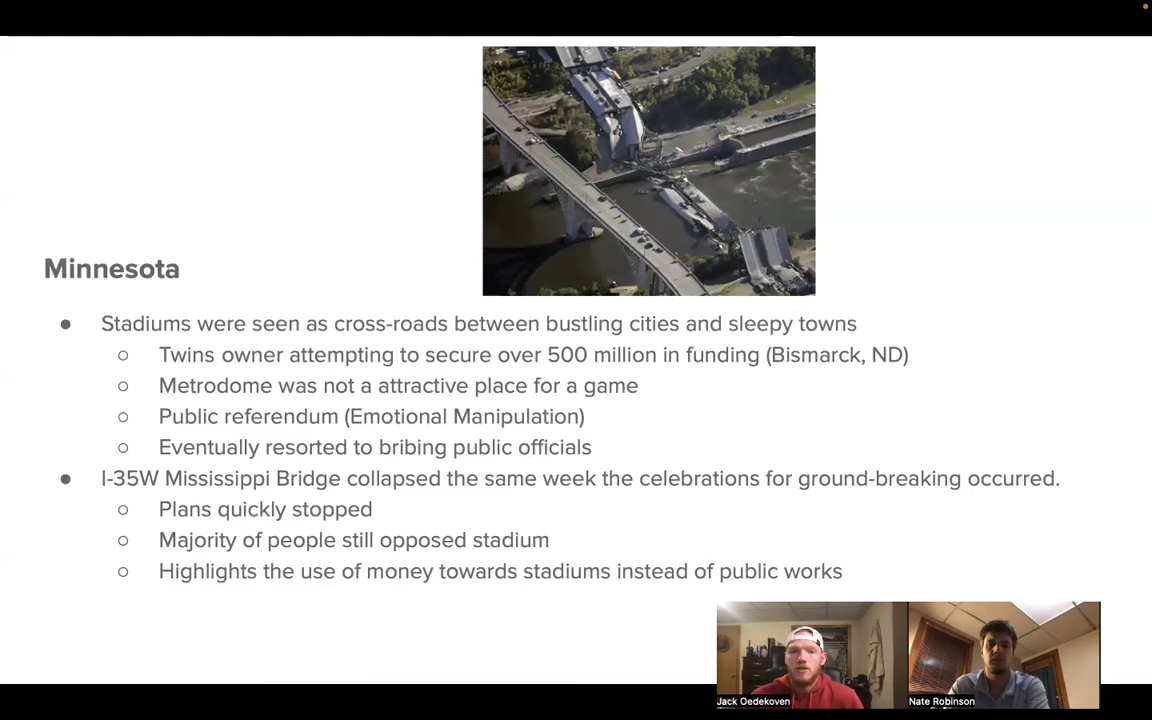 Minnesota
● Stadiums were seen as cross-roads between bustling cities and sleepy towns
○ Twins owner attempting to secure over 500 million in funding (Bismarck, ND)
○ Metrodome was not a attractive place for a game
○ Public referendum (Emotional Manipulation)
○ Eventually resorted to bribing public officials
● I-35W Mississippi Bridge collapsed the same week the celebrations for ground-breaking occurred.
○ Plans quickly stopped
○ Majority of people still opposed stadium
○ Highlights the use of money towards stadiums instead of public works
Jack Oedekoven
Nate Robinson